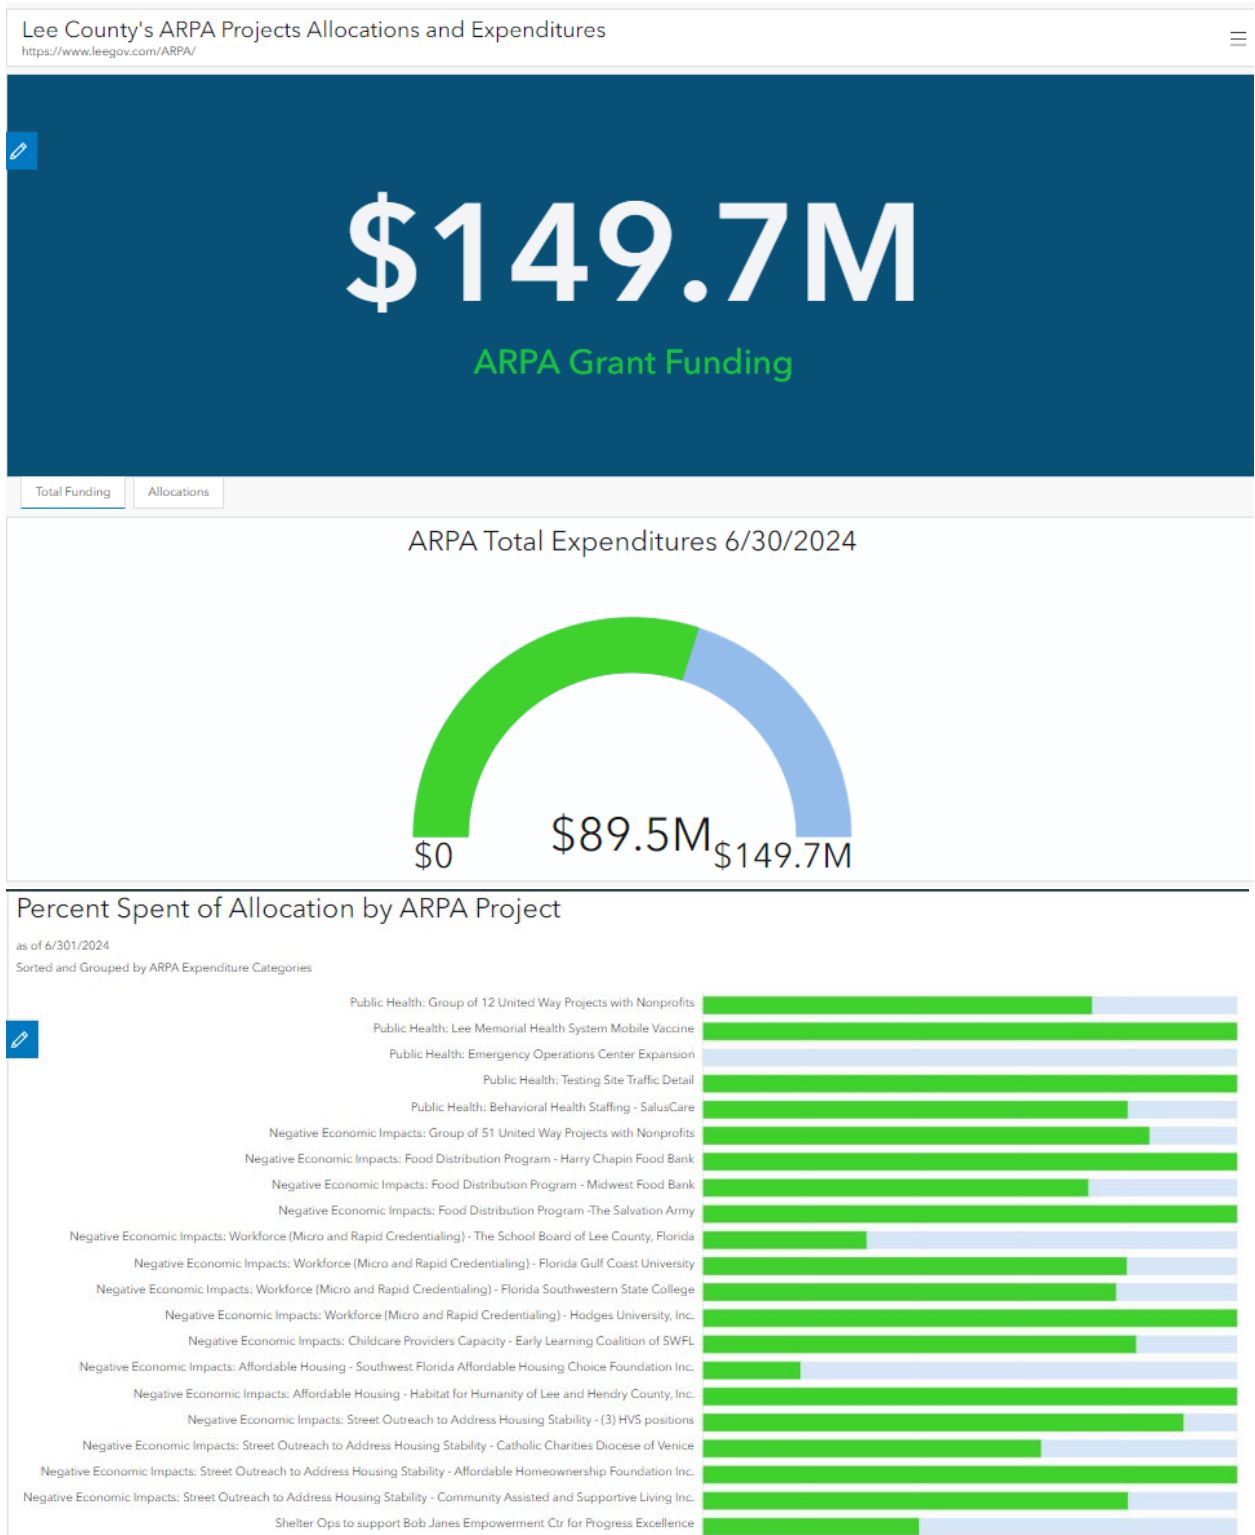 Lee County's ARPA Projects Allocations and Expenditures
https://www.leegov.com/ARPA/
$149.7M
ARPA Grant Funding
Total Funding
Allocations
ARPA Total Expenditures 6/30/2024
$89.5M
$0
$149.7M
Percent Spent of Allocation by ARPA Project
as of 6/301/2024
Sorted and Grouped by ARPA Expenditure Categories
Public Health: Group of 12 United Way Projects with Nonprofits
Public Health: Lee Memorial Health System Mobile Vaccine
Public Health: Emergency Operations Center Expansion
Public Health: Testing Site Traffic Detail
Public Health: Behavioral Health Staffing - SalusCare
Negative Economic Impacts: Group of 51 United Way Projects with Nonprofits
Negative Economic Impacts: Food Distribution Program - Harry Chapin Food Bank
Negative Economic Impacts: Food Distribution Program - Midwest Food Bank
Negative Economic Impacts: Food Distribution Program -The Salvation Army
Negative Economic Impacts: Workforce (Micro and Rapid Credentialing) - The School Board of Lee County, Florida
Negative Economic Impacts: Workforce (Micro and Rapid Credentialing) - Florida Gulf Coast University
Negative Economic Impacts: Workforce (Micro and Rapid Credentialing) - Florida Southwestern State College
Negative Economic Impacts: Workforce (Micro and Rapid Credentialing) - Hodges University, Inc.
Negative Economic Impacts: Childcare Providers Capacity - Early Learning Coalition of SWFL
Negative Economic Impacts: Affordable Housing - Southwest Florida Affordable Housing Choice Foundation Inc.
Negative Economic Impacts: Affordable Housing - Habitat for Humanity of Lee and Hendry County, Inc.
Negative Economic Impacts: Street Outreach to Address Housing Stability - (3) HVS positions
Negative Economic Impacts: Street Outreach to Address Housing Stability - Catholic Charities Diocese of Venice
Negative Economic Impacts: Street Outreach to Address Housing Stability - Affordable Homeownership Foundation Inc.
Negative Economic Impacts: Street Outreach to Address Housing Stability - Community Assisted and Supportive Living Inc.
Shelter Ops to support Bob Janes Empowerment Ctr for Progress Excellence